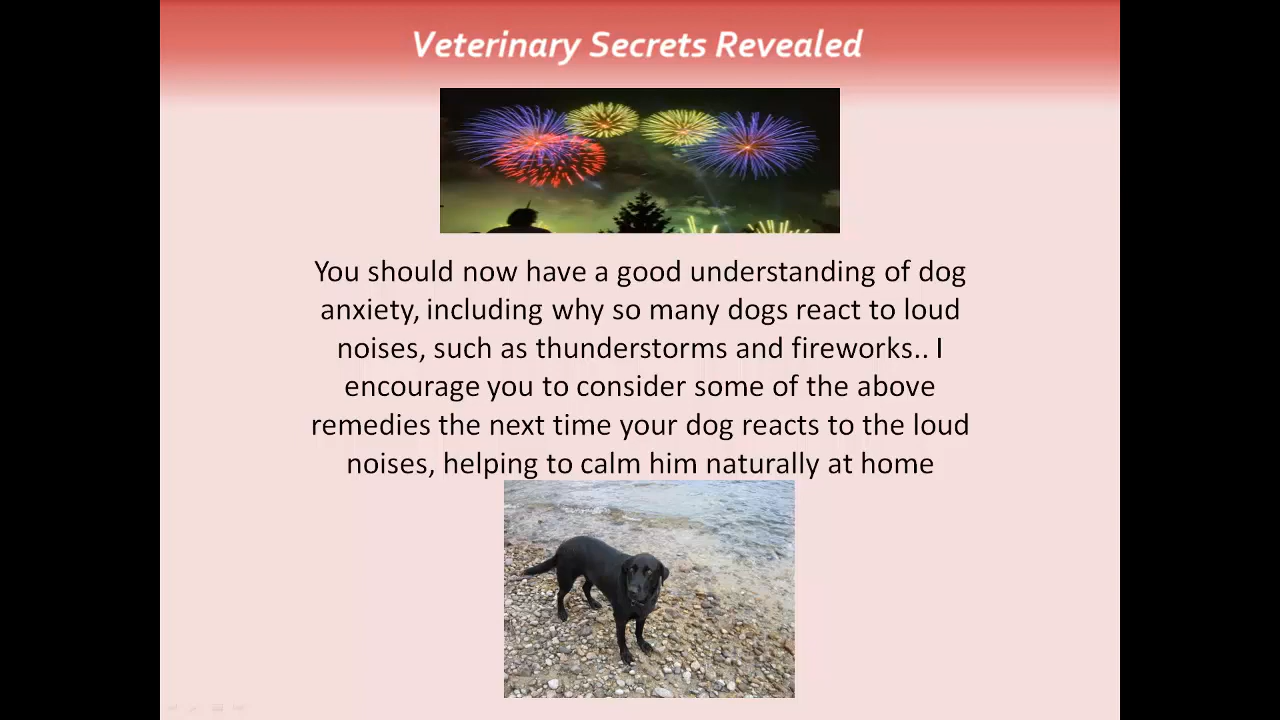 Veterinary Secrets Revealed
You should now have a good understanding of dog
anxiety, including why so many dogs react to loud
noises, such as thunderstorms and fireworks.. I
encourage you to consider some of the above
remedies the next time your dog reacts to the loud
noises, helping to calm him naturally at home